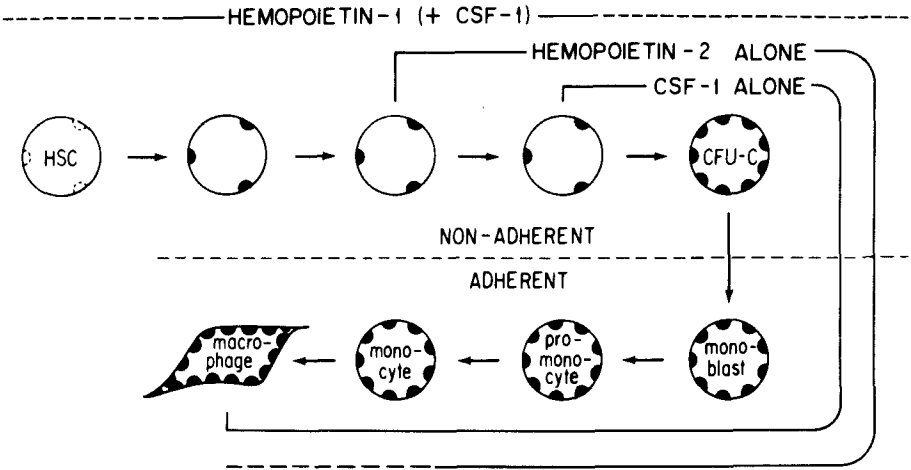 HEMOPOIETIN-1 (+ CSF-1)
HEMOPOIETIN-2 ALONE
CSF-1 ALONE
HSC
CFU-C
NON-ADHERENT
ADHERENT
macro-
phage
mono-
cyte
pro-
mono-
cyte
mono-
blast